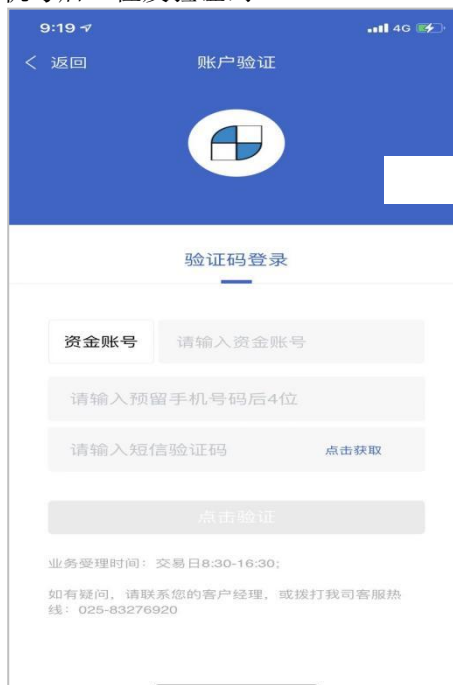 9:19
4G
返回
账户验证
验证码登录
资金账号 请输入资金账号
请输入预留手机号码后4位
请输入短信验证码 点击获取
点击验证
业务受理时间：交易日8:30-16:30;
如有疑问，请联系您的客户经理，或拨打我司客服热
线：025-83276920